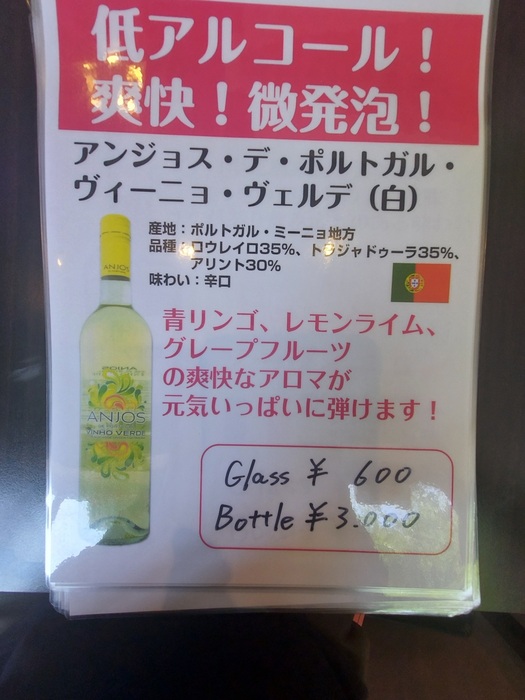 低アルコール！
爽快！微発泡！
アンジョス・デ・ポルトガル・
ヴィーニョ・ヴェルデ（白）
産地：ポルトガル・ミーニョ地方
品種：ロウレイロ35%、トラジャドゥーラ35%、
アリント30%
味わい：辛口
青リンゴ、レモンライム、
グレープフルーツ
の爽快なアロマが
元気いっぱいに弾けます！
ANJOS
ANJOS
VINHO VERDE
Glass ¥ 600
Bottle ¥3.000